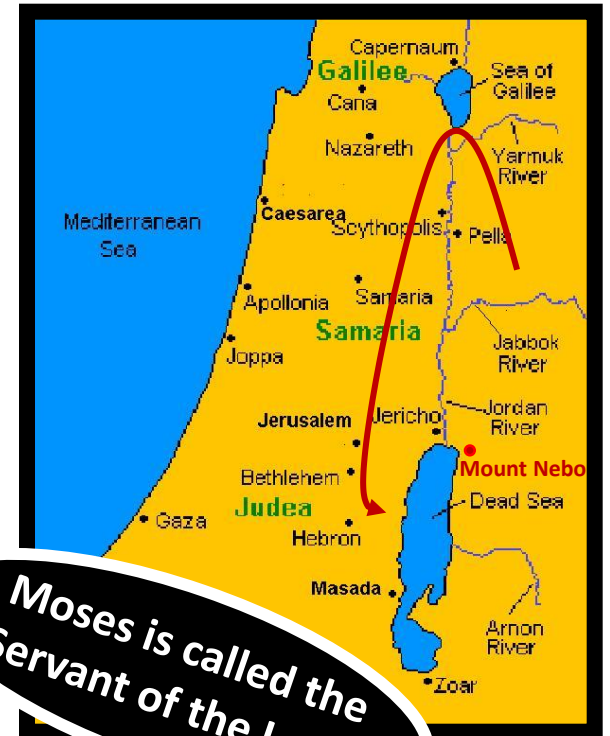 Capernaum
Galilee
Sea of
Galilee
Cana
Nazareth
Yarmuk
River
Caesarea
Mediterranean
Sea
Scythopolis
Pella
Apollonia
Samaria
Samaria
Jabbok
River
Joppa
Jericho
Jordan
River
Jerusalem
Mount Nebo
Bethlehem
Judea
Dead Sea
Gaza
Hebron
Masada
Arnon
River
Zoar
Moses is called the
Servant of the